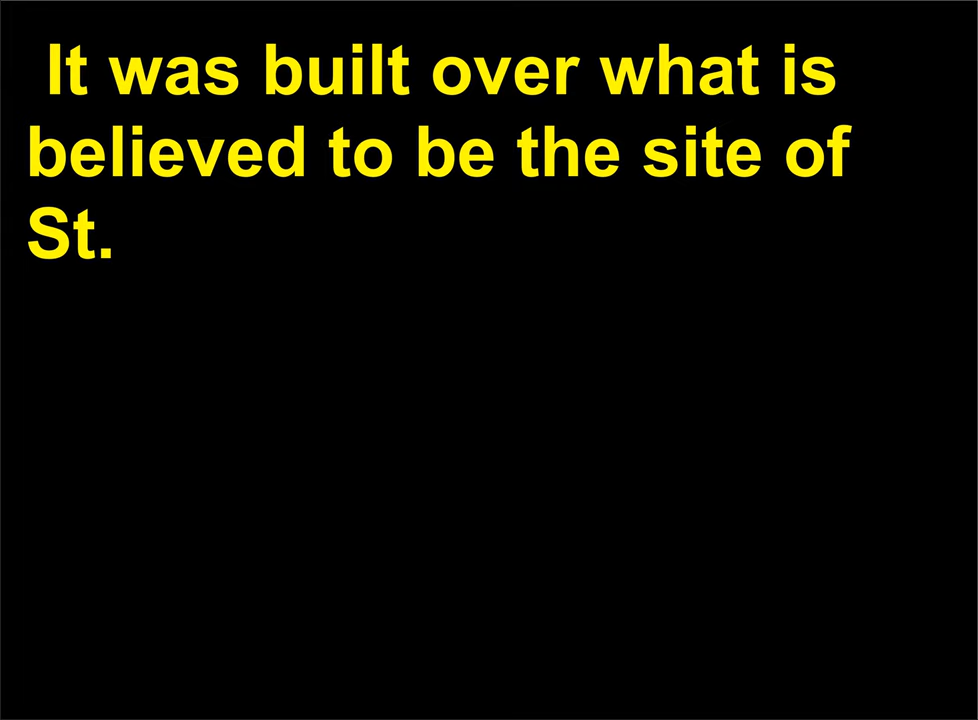 It was built over what is
believed to be the site of
St.